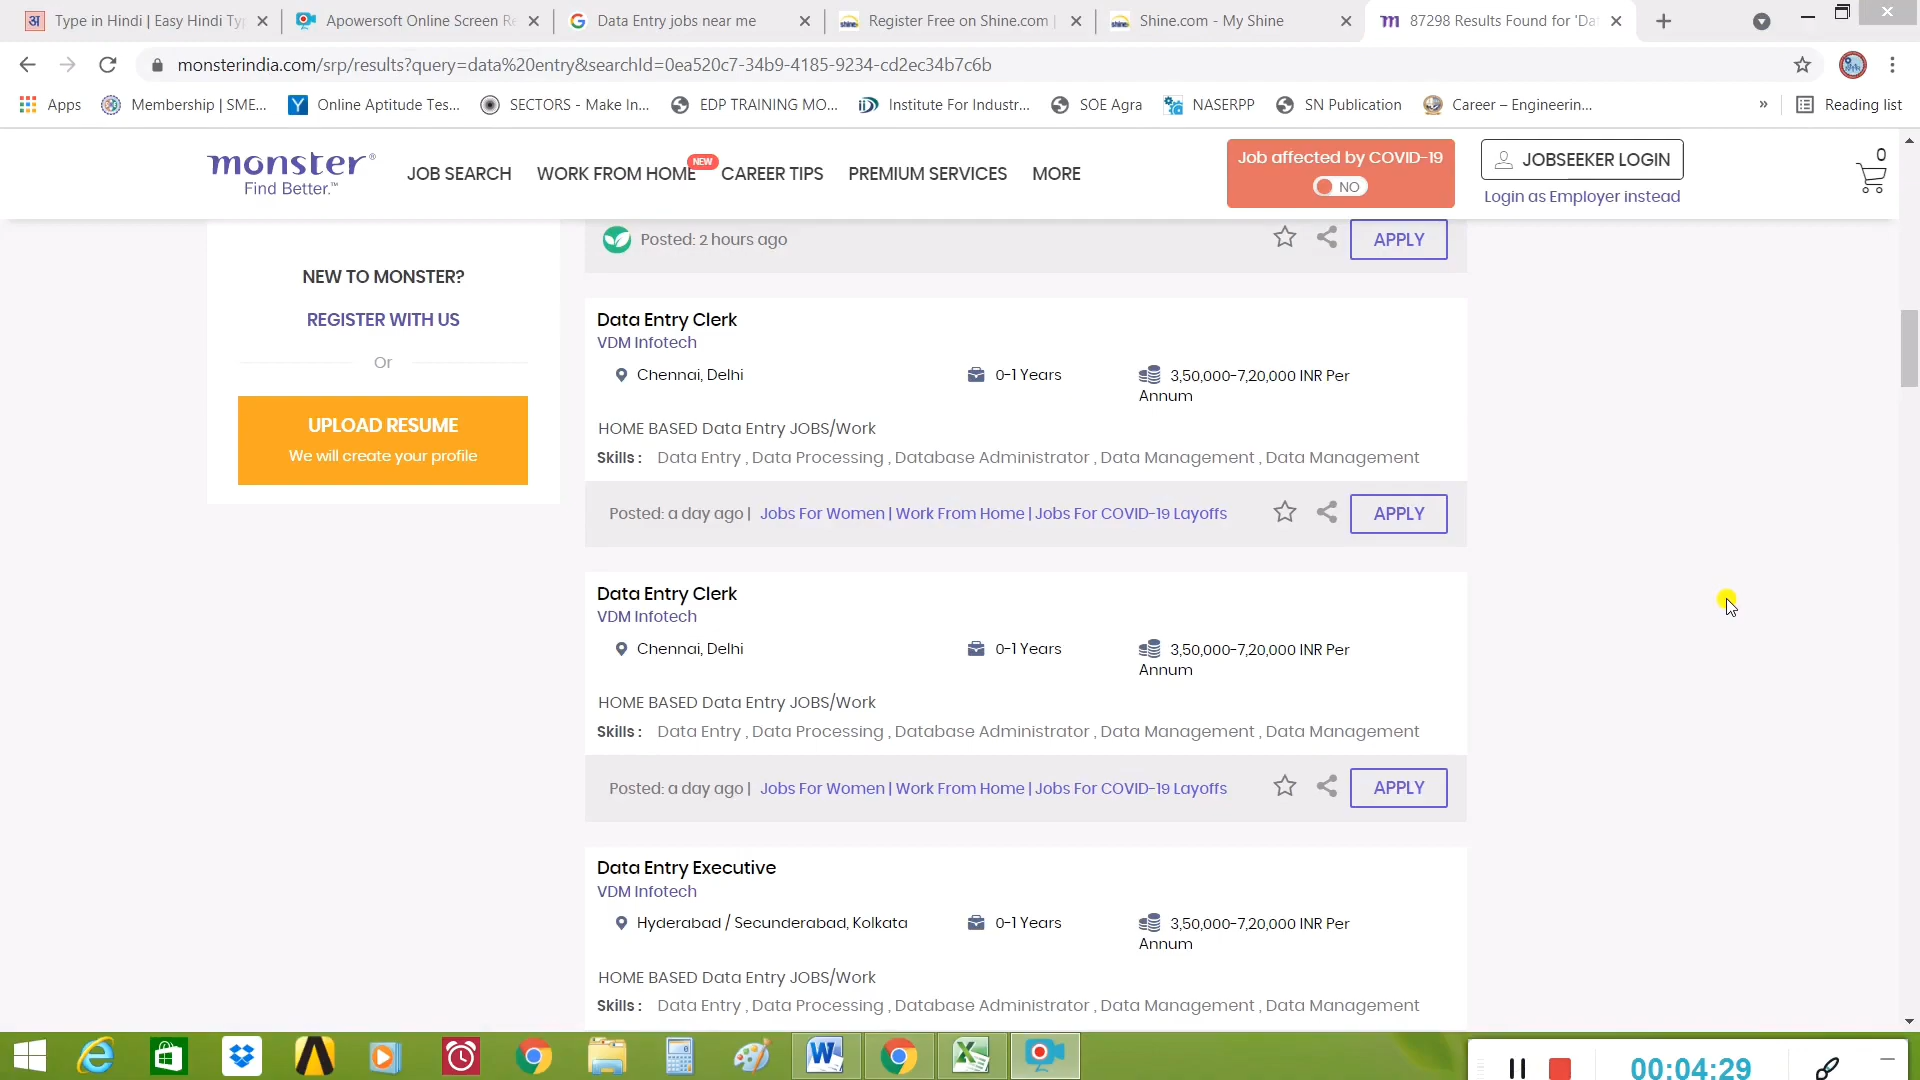 Type in Hindi | Easy Hindi Ty
Apowersoft Online Screen Re
Data Entry jobs near me
Register Free on Shine.com |
Shine.com - My Shine
87298 Results Found for 'Da
monsterindia.com/srp/results?query=data%20entry&searchId=0ea520c7-34b9-4185-9234-cd2ec34b7c6b
Apps
Membership | SME...
Online Aptitude Tes...
SECTORS - Make In...
EDP TRAINING MO...
Institute For Industr...
SOE Agra
NASERPP
SN Publication
Career – Engineerin...
»
Reading list
monster®
Find Better.™
JOB SEARCH
WORK FROM HOME
NEW
CAREER TIPS
PREMIUM SERVICES
MORE
Job affected by COVID-19
NO
JOBSEEKER LOGIN
Login as Employer instead
0
NEW TO MONSTER?
REGISTER WITH US
Or
UPLOAD RESUME
We will create your profile
Posted: 2 hours ago
APPLY
Data Entry Clerk
VDM Infotech
Chennai, Delhi
0-1 Years
3,50,000-7,20,000 INR Per
Annum
HOME BASED Data Entry JOBS/Work
Skills : Data Entry , Data Processing , Database Administrator , Data Management , Data Management
Posted: a day ago | Jobs For Women | Work From Home | Jobs For COVID-19 Layoffs
APPLY
Data Entry Clerk
VDM Infotech
Chennai, Delhi
0-1 Years
3,50,000-7,20,000 INR Per
Annum
HOME BASED Data Entry JOBS/Work
Skills : Data Entry , Data Processing , Database Administrator , Data Management , Data Management
Posted: a day ago | Jobs For Women | Work From Home | Jobs For COVID-19 Layoffs
APPLY
Data Entry Executive
VDM Infotech
Hyderabad / Secunderabad, Kolkata
0-1 Years
3,50,000-7,20,000 INR Per
Annum
HOME BASED Data Entry JOBS/Work
Skills : Data Entry , Data Processing , Database Administrator , Data Management , Data Management
00:04:29